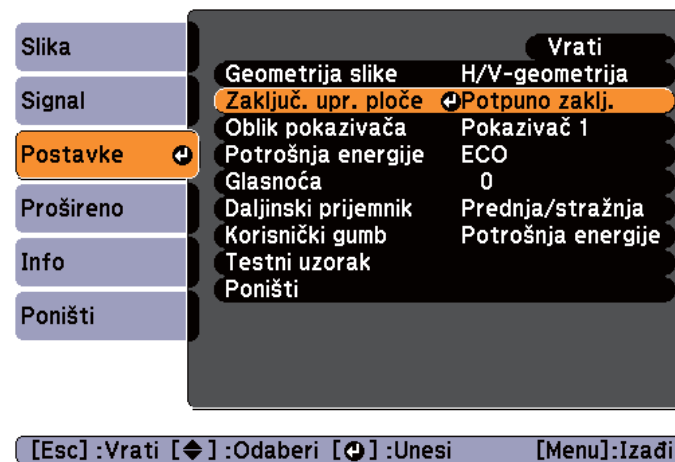 Slika
Signal
Postavke
Prošireno
Info
Poništi
Vrati
Geometrija slike H/V-geometrija
Zaključ. upr. ploče Potpuno zaklj.
Oblik pokazivača Pokazivač 1
Potrošnja energije ECO
Glasnoća 0
Daljinski prijemnik Prednja/stražnja
Korisnički gumb Potrošnja energije
Testni uzorak
Poništi
[Esc] :Vrati [◆] :Odaberi [↵] :Unesi [Menu]:Izađi